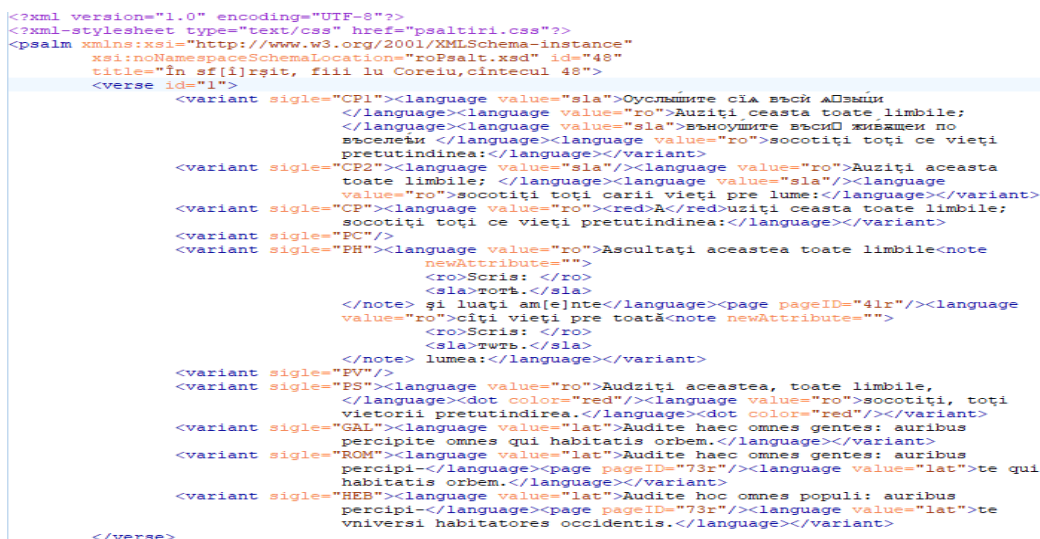 <?xml version="1.0" encoding="UTF-8"?>
<?xml-stylesheet type="text/css" href="psaltiri.css"?>
<psalm xmlns:xsi="http://www.w3.org/2001/XMLSchema-instance"
xsi:noNamespaceSchemaLocation="roPsalt.xsd" id="48"
title="În sf[î]rşit, fiii lu Coreiu,cîntecul 48">
<verse id="1">
<variant sigle="CP1"><language value="sla">Оуслышите сїѧ въсѝ ѧ□зыци
</language><language value="ro">Auziţi ceasta toate limbile;
</language><language value="sla">въноушите въси□ живѫщеи по
</language><language value="ro">socotiţi toţi ce vieţi
pretutindinea:</language></variant>
<variant sigle="CP2"><language value="sla"/><language value="ro">Auziţi aceasta
toate limbile; </language><language value="sla"/><language
value="ro">socotiţi toţi carii vieţi pre lume:</language></variant>
<variant sigle="CP"><language value="ro"><red>A</red>uziţi ceasta toate limbile;
socotiţi toţi ce vieţi pretutindinea:</language></variant>
<variant sigle="PC"/>
<variant sigle="PH"><language value="ro">Ascultaţi aceastea toate limbile<note
newAttribute="">
<ro>Scris: </ro>
<sla>тотѣ.</sla>
</note> şi luaţi am[e]nte</language><page pageID="41r"/><language
value="ro">cîţi vieţi pre toată<note newAttribute="">
<ro>Scris: </ro>
<sla>тѡть.</sla>
</note> lumea:</language></variant>
<variant sigle="PV"/>
<variant sigle="PS"><language value="ro">Audziţi aceastea, toate limbile,
</language><dot color="red"/><language value="ro">socotiţi, toţi
vietorii pretutindirea.</language><dot color="red"/></variant>
<variant sigle="GAL"><language value="lat">Audite haec omnes gentes: auribus
percipite omnes qui habitatis orbem.</language></variant>
<variant sigle="ROM"><language value="lat">Audite haec omnes gentes: auribus
percipi-</language><page pageID="73r"/><language value="lat">te qui
habitatis orbem.</language></variant>
<variant sigle="HEB"><language value="lat">Audite hoc omnes populi: auribus
percipi-</language><page pageID="73r"/><language value="lat">te
vniversi habitatores occidentis.</language></variant>
</verse>